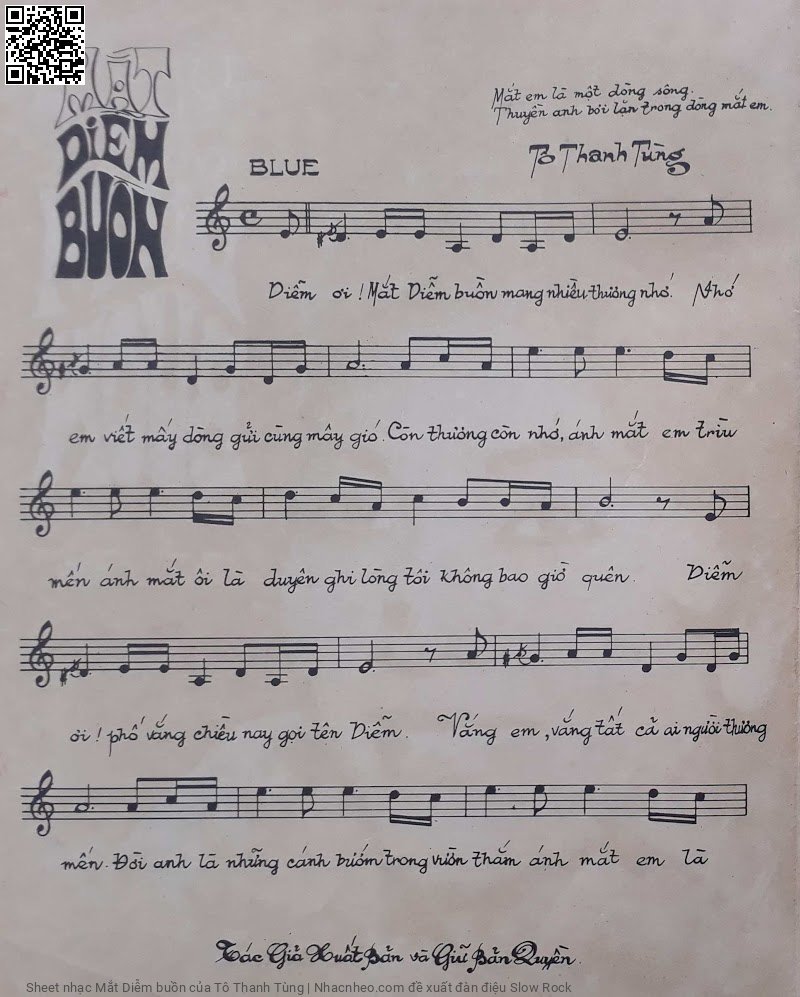 MẮT
DIỄM
BUỒN
Mắt em là một dòng sông.
Thuyền anh bơi lặn trong dòng mắt em.
Tô Thanh Tùng
BLUE
Diễm ơi! Mắt Diễm buồn mang nhiều thương nhớ. Nhớ
em viết mấy dòng gửi cùng mây gió. Còn thương còn nhớ, ánh mắt em trìu
mến ánh mắt ôi là duyên ghi lòng tôi không bao giờ quên. Diễm
ơi! phố vắng chiều nay gọi tên Diễm. Vắng em, vắng tất cả ai người thương
mến. Đời anh là những cánh bướm trong vườn thắm ánh mắt em là
Tác Giả Xuất Bản và Giữ Bản Quyền.
Sheet nhạc Mắt Diễm buồn của Tô Thanh Tùng | Nhacnheo.com đề xuất đàn điệu Slow Rock